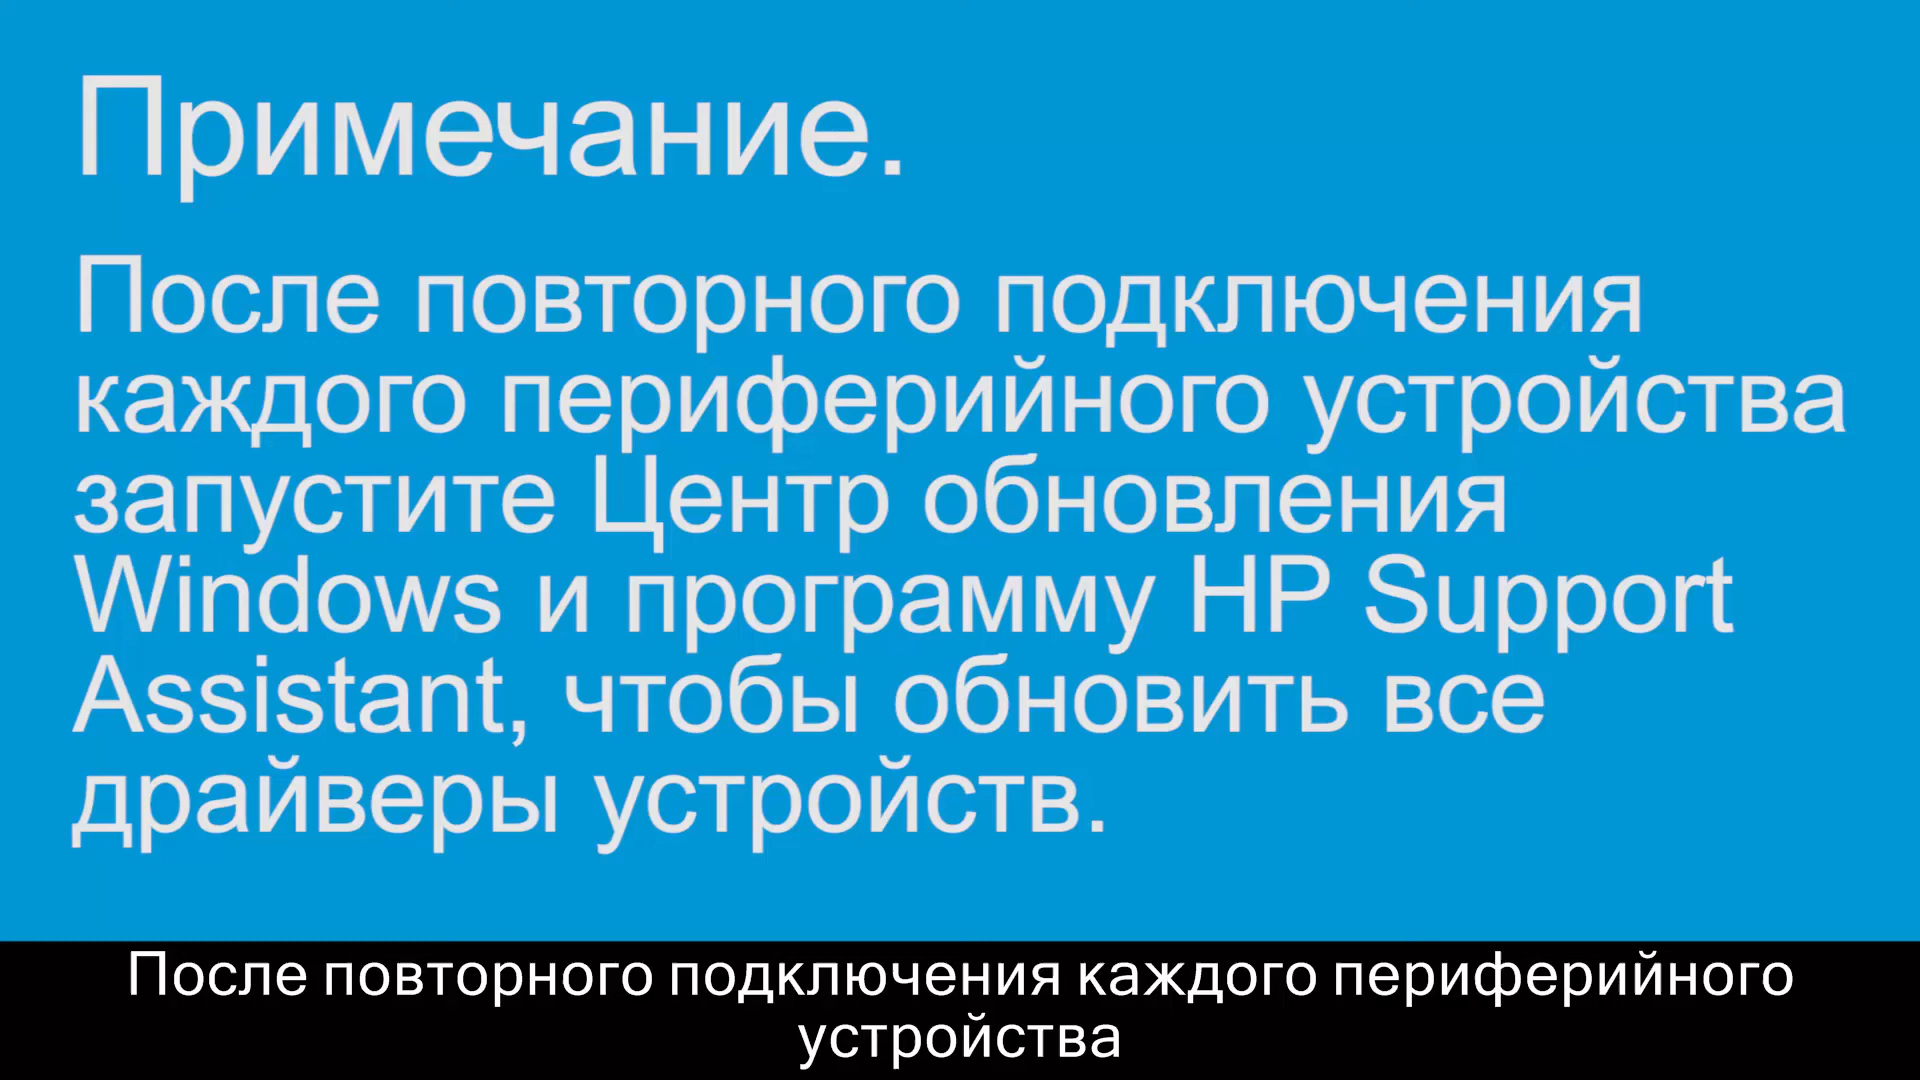 Примечание.
После повторного подключения
каждого периферийного устройства
запустите Центр обновления
Windows и программу HP Support
Assistant, чтобы обновить все
драйверы устройств.
После повторного подключения каждого периферийного
устройства